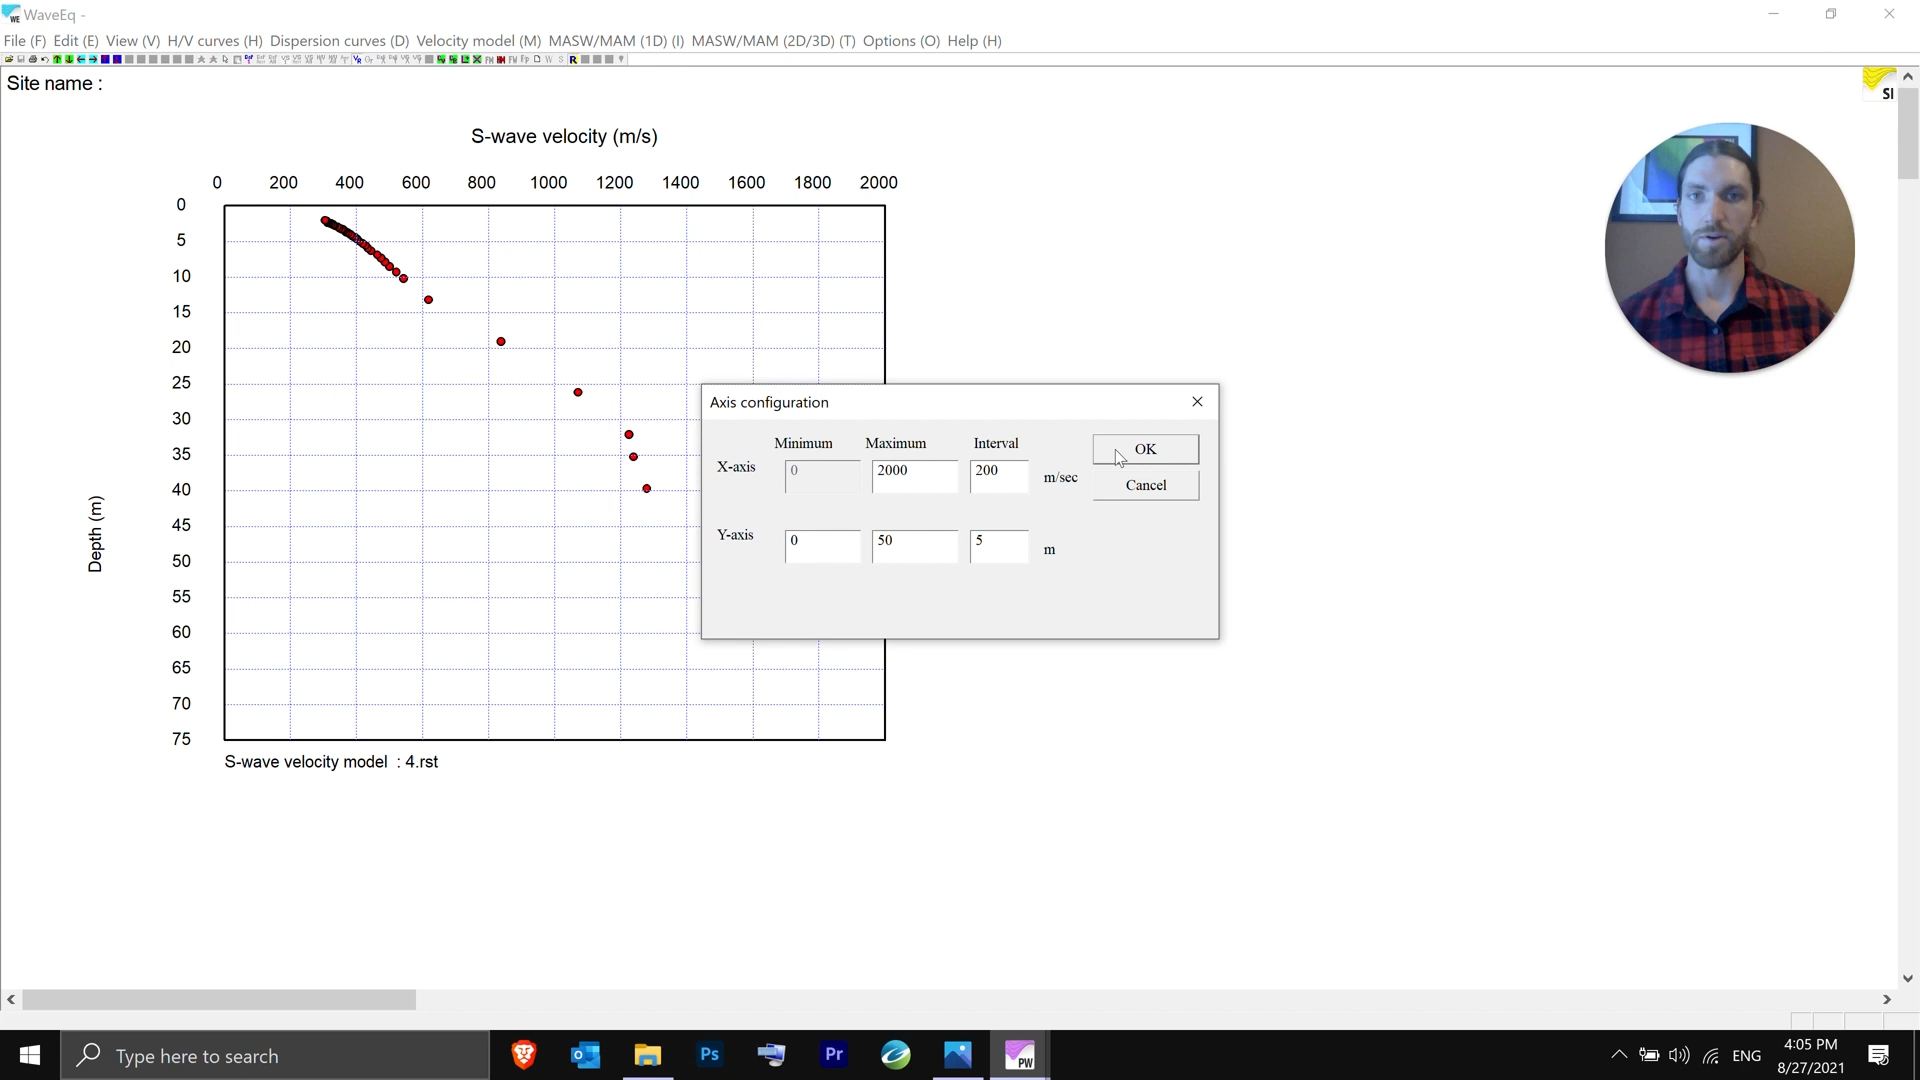 WE WaveEq -
File (F) Edit (E) View (V) H/V curves (H) Dispersion curves (D) Velocity model (M) MASW/MAM (1D) (I) MASW/MAM (2D/3D) (T) Options (O) Help (H)
Site name :
SI
S-wave velocity (m/s)
0 200 400 600 800 1000 1200 1400 1600 1800 2000
0
5
10
15
20
25
30
35
40
45
50
55
60
65
70
75
Depth (m)
S-wave velocity model : 4.rst
Axis configuration
Minimum Maximum Interval
X-axis 0 2000 200 m/sec
Y-axis 0 50 5 m
OK
Cancel
Type here to search
Ps
Pr
PW
ENG
4:05 PM
8/27/2021